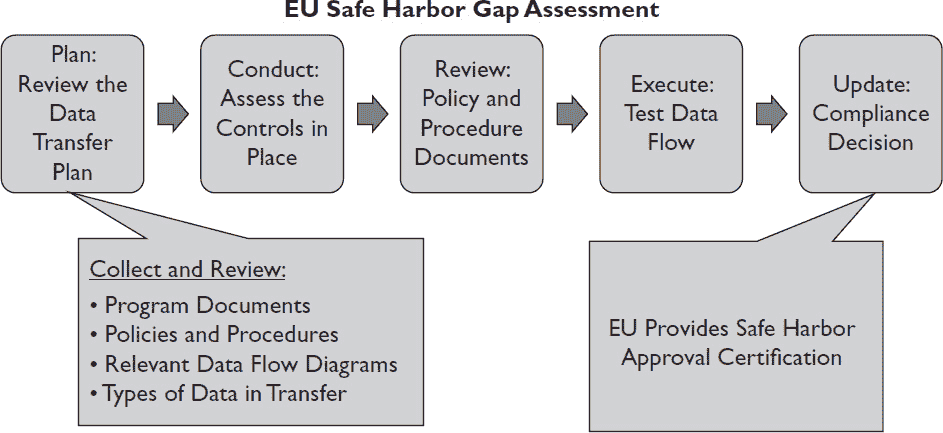 EU Safe Harbor Gap Assessment
Plan:
Review the
Data
Transfer
Plan
Conduct:
Assess the
Controls in
Place
Review:
Policy and
Procedure
Documents
Execute:
Test Data
Flow
Update:
Compliance
Decision
Collect and Review:
• Program Documents
• Policies and Procedures
• Relevant Data Flow Diagrams
• Types of Data in Transfer
EU Provides Safe Harbor
Approval Certification